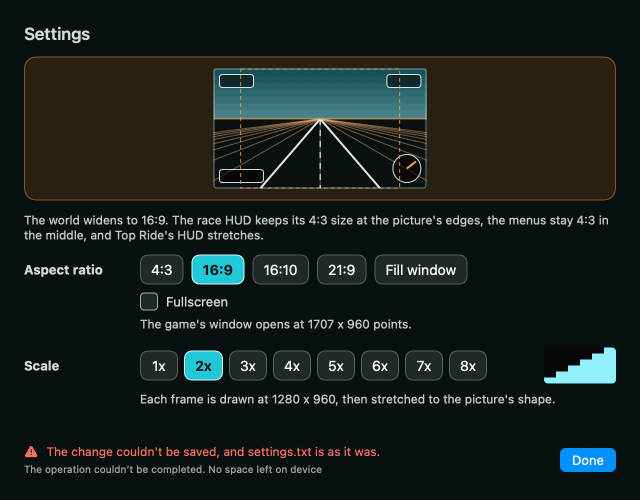 Settings
The world widens to 16:9. The race HUD keeps its 4:3 size at the picture's edges, the menus stay 4:3 in
the middle, and Top Ride's HUD stretches.
Aspect ratio
4:3
16:9
16:10
21:9
Fill window
Fullscreen
The game's window opens at 1707 x 960 points.
Scale
1x
2x
3x
4x
5x
6x
7x
8x
Each frame is drawn at 1280 x 960, then stretched to the picture's shape.
The change couldn't be saved, and settings.txt is as it was.
The operation couldn’t be completed. No space left on device
Done